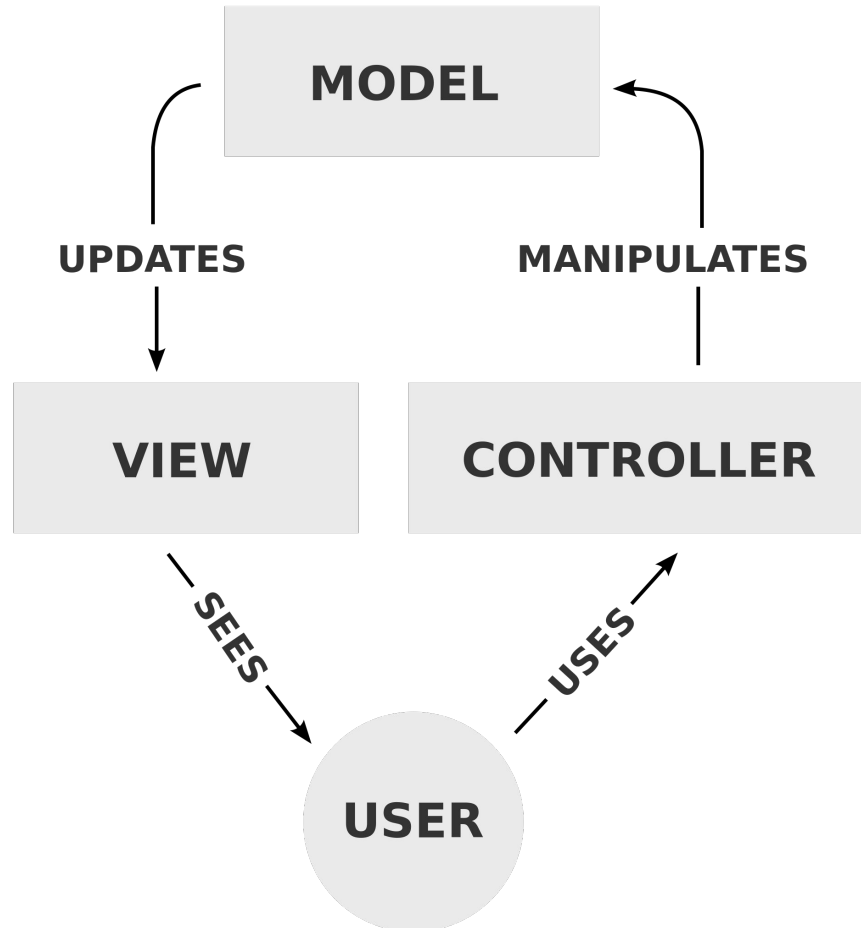 MODEL
UPDATES
MANIPULATES
VIEW
CONTROLLER
SEES
USES
USER